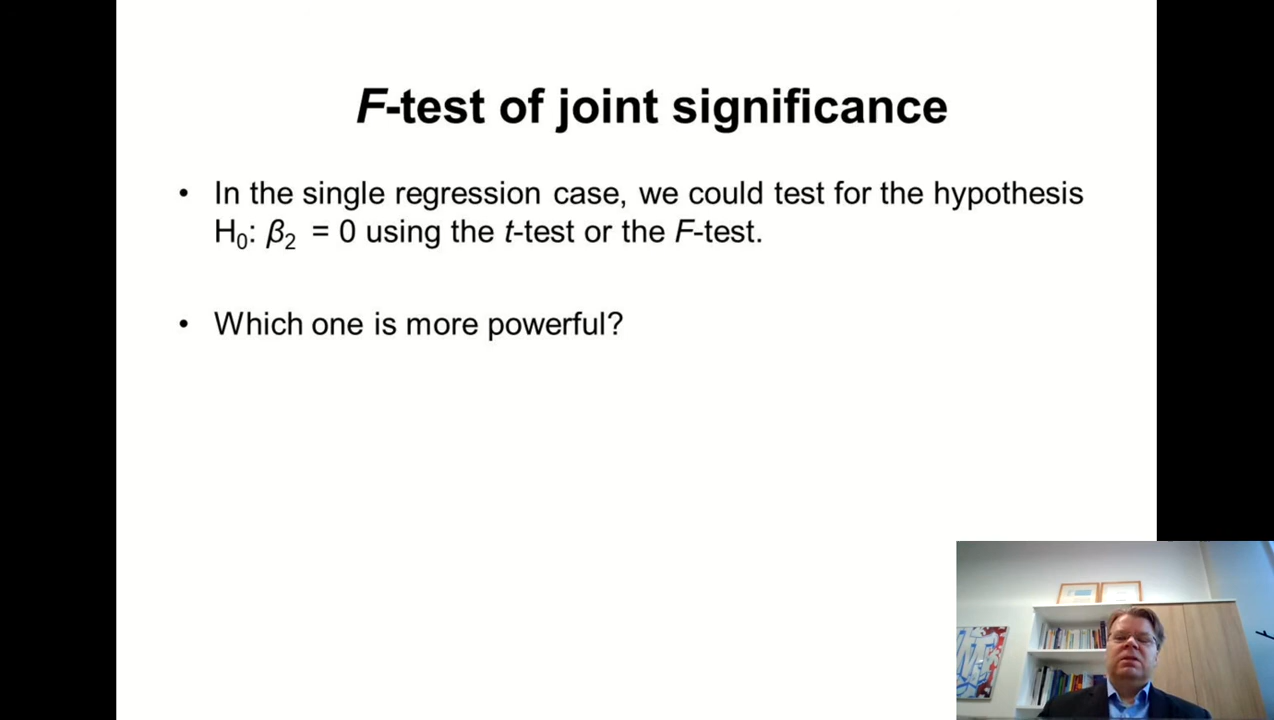 F-test of joint significance
• In the single regression case, we could test for the hypothesis
H₀: β₂ = 0 using the t-test or the F-test.
• Which one is more powerful?